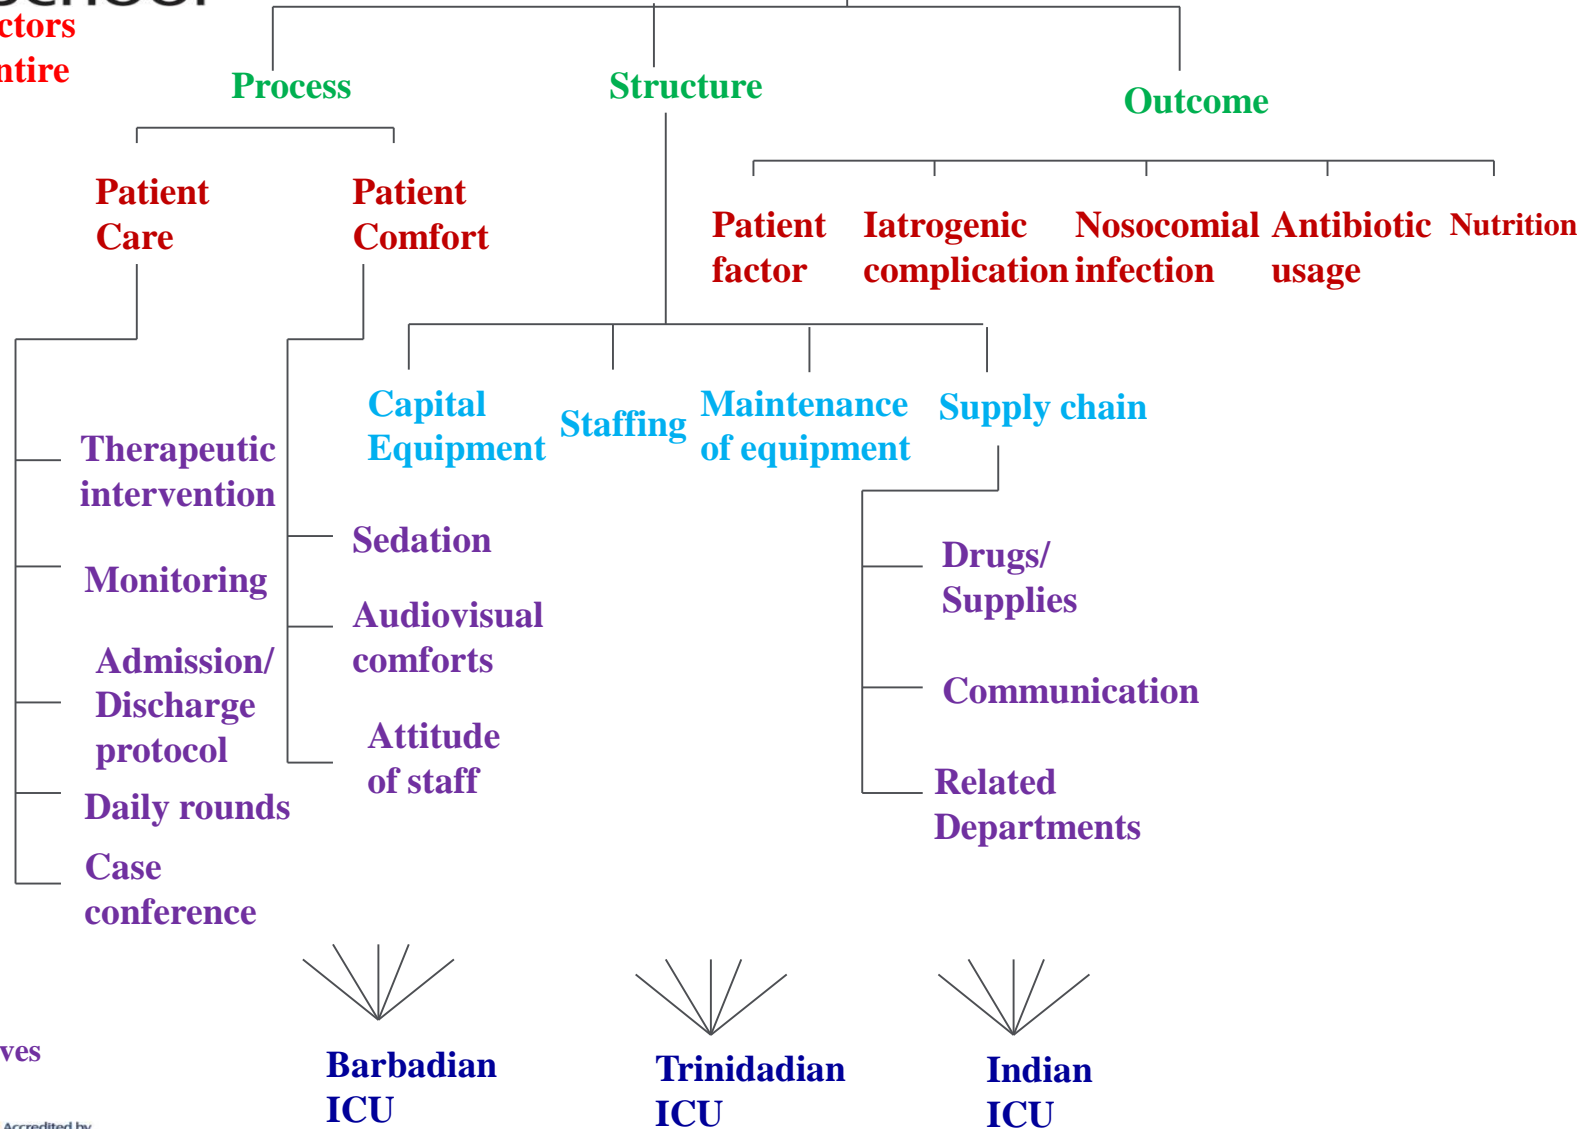 ctors
ntire
Process
Structure
Outcome
Patient
Care
Patient
Comfort
Patient
factor
Iatrogenic
complication
Nosocomial
infection
Antibiotic
usage
Nutrition
Capital
Equipment
Staffing
Maintenance
of equipment
Supply chain
Therapeutic
intervention
Monitoring
Admission/
Discharge
protocol
Daily rounds
Case
conference
Sedation
Audiovisual
comforts
Attitude
of staff
Drugs/
Supplies
Communication
Related
Departments
ves
Barbadian
ICU
Trinidadian
ICU
Indian
ICU
Accredited by